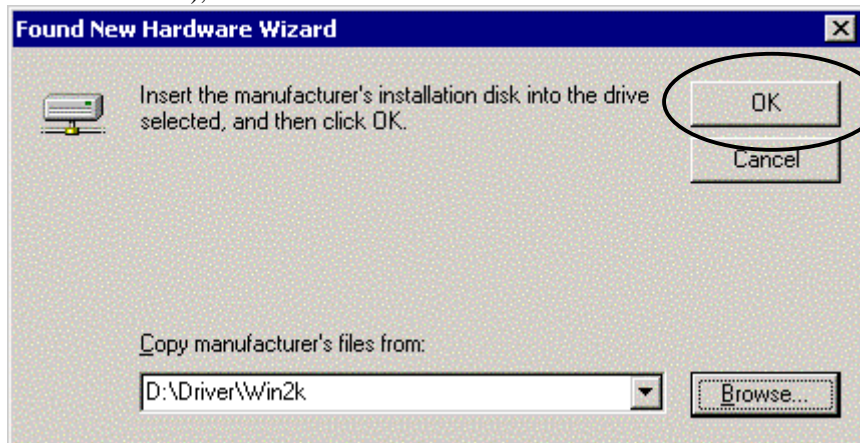 Found New Hardware Wizard
Insert the manufacturer's installation disk into the drive
selected, and then click OK.
OK
Cancel
Copy manufacturer's files from:
D:\Driver\Win2k
Browse...